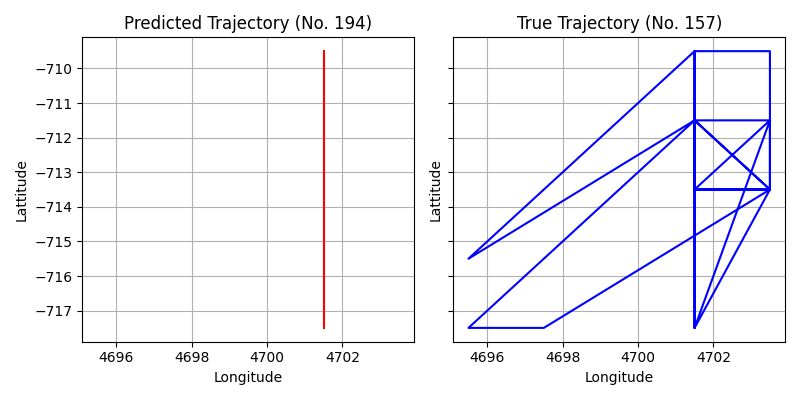 Predicted Trajectory (No. 194)
Lattitude
−710
−711
−712
−713
−714
−715
−716
−717
4696
4698
4700
4702
Longitude
True Trajectory (No. 157)
Lattitude
4696
4698
4700
4702
Longitude